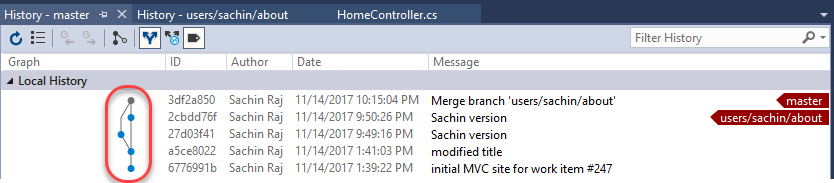 History - master History - users/sachin/about HomeController.cs
Filter History
Graph ID Author Date Message
Local History
3df2a850 Sachin Raj 11/14/2017 10:15:04 PM Merge branch 'users/sachin/about' master
2cbdd76f Sachin Raj 11/14/2017 9:50:26 PM Sachin version users/sachin/about
27d03f41 Sachin Raj 11/14/2017 9:49:16 PM Sachin version
a5ce8022 Sachin Raj 11/14/2017 1:41:03 PM modified title
6776991b Sachin Raj 11/14/2017 1:39:22 PM initial MVC site for work item #247